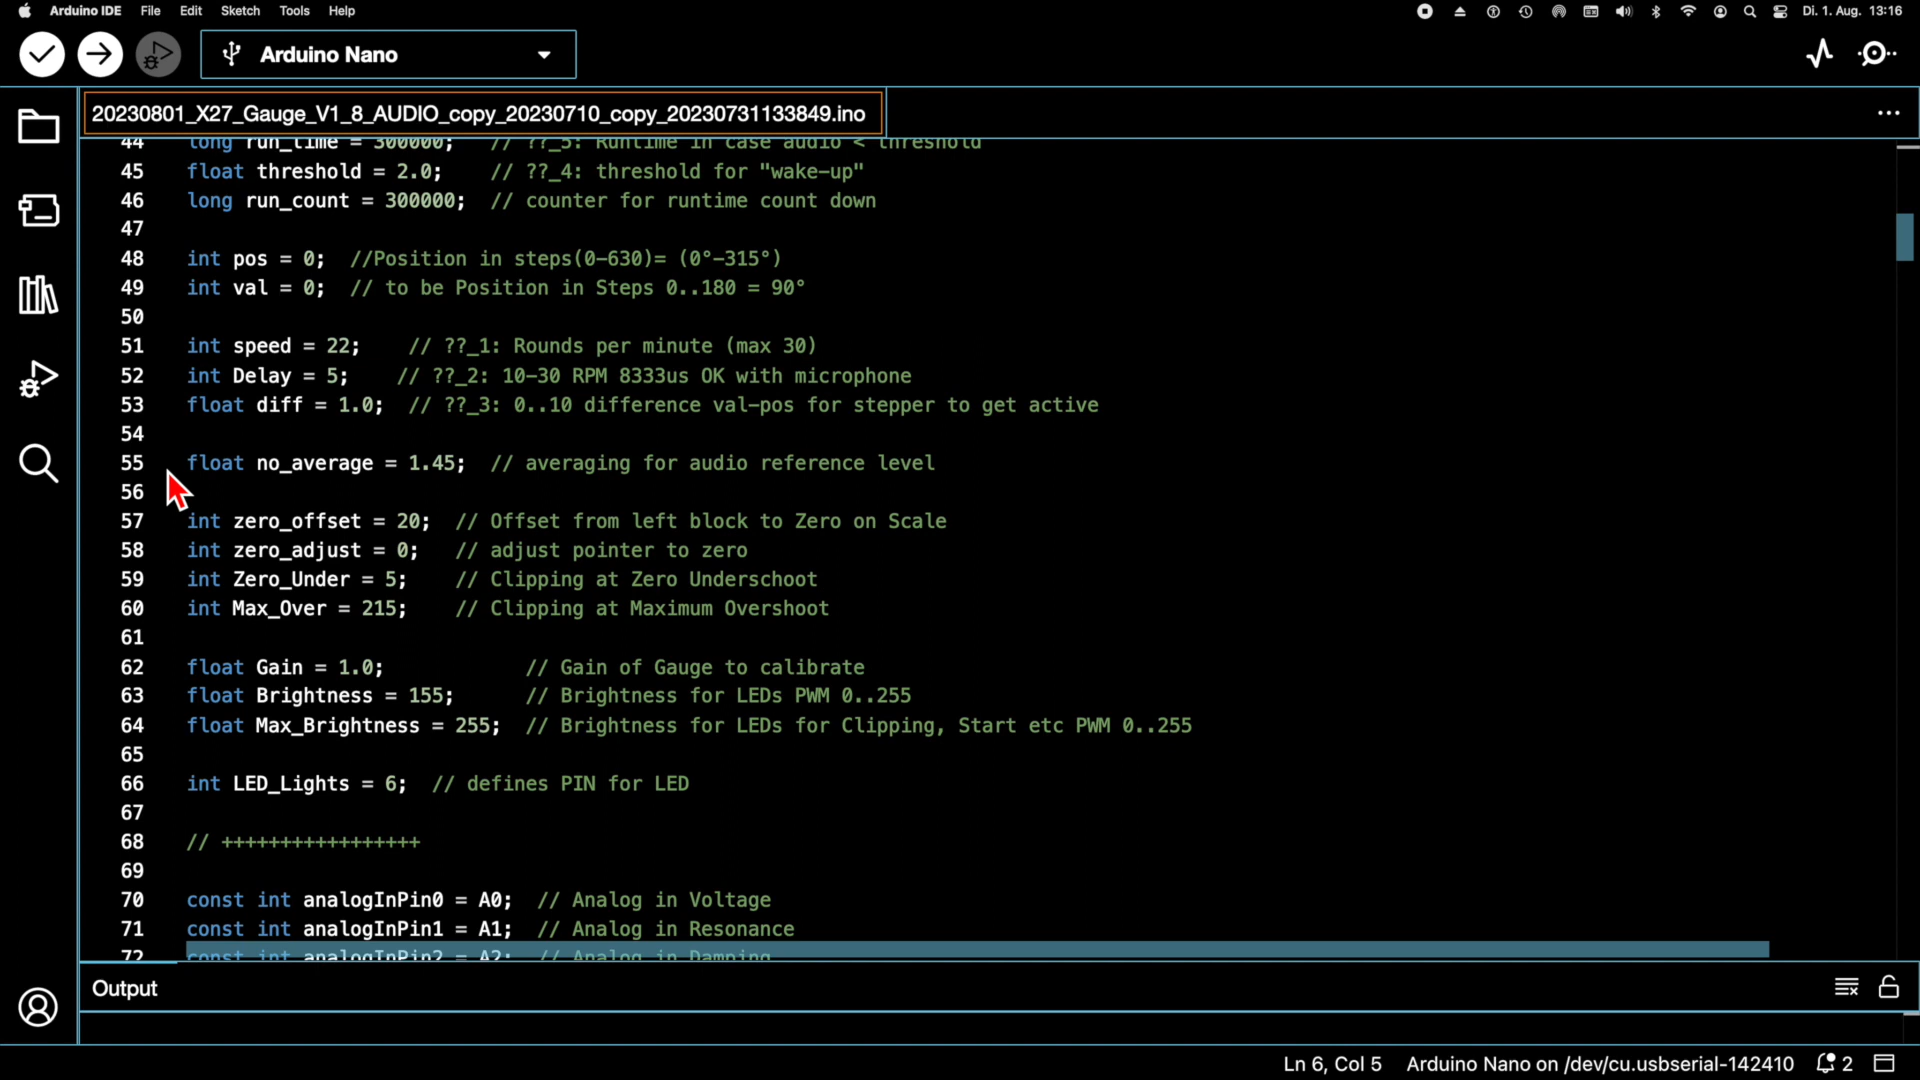 Arduino IDE File Edit Sketch Tools Help Di. 1. Aug. 13:16
Arduino Nano
20230801_X27_Gauge_V1_8_AUDIO_copy_20230710_copy_20230731133849.ino
44 long run_time = 300000; // ??_5: Runtime in case audio < threshold
45 float threshold = 2.0; // ??_4: threshold for "wake-up"
46 long run_count = 300000; // counter for runtime count down
47
48 int pos = 0; //Position in steps(0-630)= (0°-315°)
49 int val = 0; // to be Position in Steps 0..180 = 90°
50
51 int speed = 22; // ??_1: Rounds per minute (max 30)
52 int Delay = 5; // ??_2: 10-30 RPM 8333us OK with microphone
53 float diff = 1.0; // ??_3: 0..10 difference val-pos for stepper to get active
54
55 float no_average = 1.45; // averaging for audio reference level
56
57 int zero_offset = 20; // Offset from left block to Zero on Scale
58 int zero_adjust = 0; // adjust pointer to zero
59 int Zero_Under = 5; // Clipping at Zero Underschoot
60 int Max_Over = 215; // Clipping at Maximum Overshoot
61
62 float Gain = 1.0; // Gain of Gauge to calibrate
63 float Brightness = 155; // Brightness for LEDs PWM 0..255
64 float Max_Brightness = 255; // Brightness for LEDs for Clipping, Start etc PWM 0..255
65
66 int LED_Lights = 6; // defines PIN for LED
67
68 // +++++++++++++++++
69
70 const int analogInPin0 = A0; // Analog in Voltage
71 const int analogInPin1 = A1; // Analog in Resonance
72 const int analogInPin2 = A2; // Analog in Damping
Output
Ln 6, Col 5 Arduino Nano on /dev/cu.usbserial-142410 2